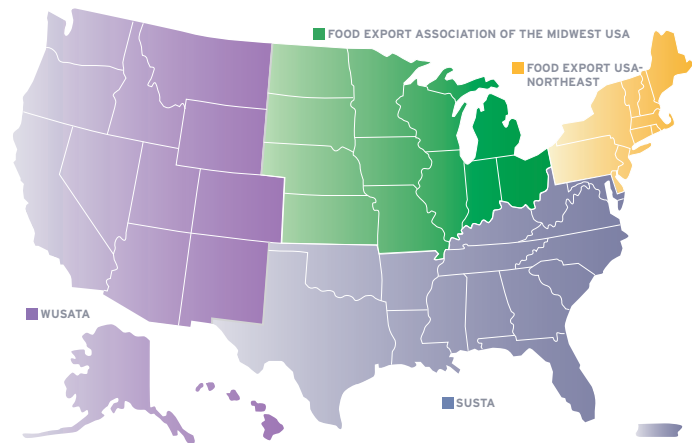 FOOD EXPORT ASSOCIATION OF THE MIDWEST USA
FOOD EXPORT USA-
NORTHEAST
WUSATA
SUSTA